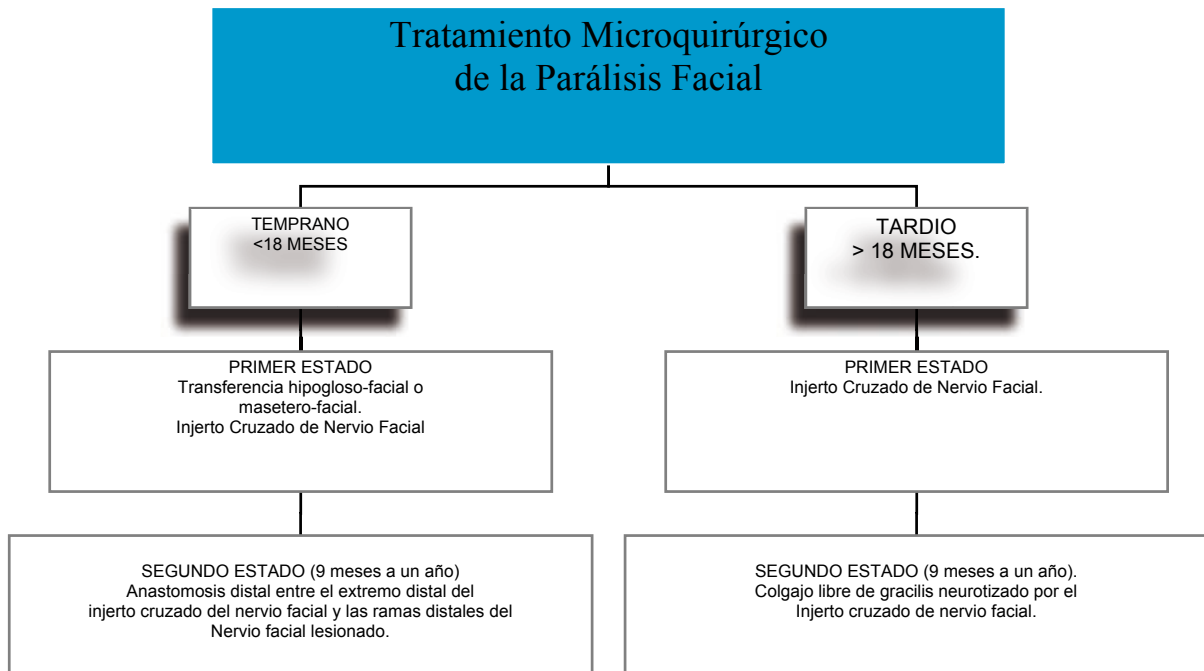 Tratamiento Microquirúrgico
de la Parálisis Facial
TEMPRANO
<18 MESES
TARDIO
> 18 MESES.
PRIMER ESTADO
Transferencia hipogloso-facial o
masetero-facial.
Injerto Cruzado de Nervio Facial
PRIMER ESTADO
Injerto Cruzado de Nervio Facial.
SEGUNDO ESTADO (9 meses a un año)
Anastomosis distal entre el extremo distal del
injerto cruzado del nervio facial y las ramas distales del
Nervio facial lesionado.
SEGUNDO ESTADO (9 meses a un año).
Colgajo libre de gracilis neurotizado por el
Injerto cruzado de nervio facial.